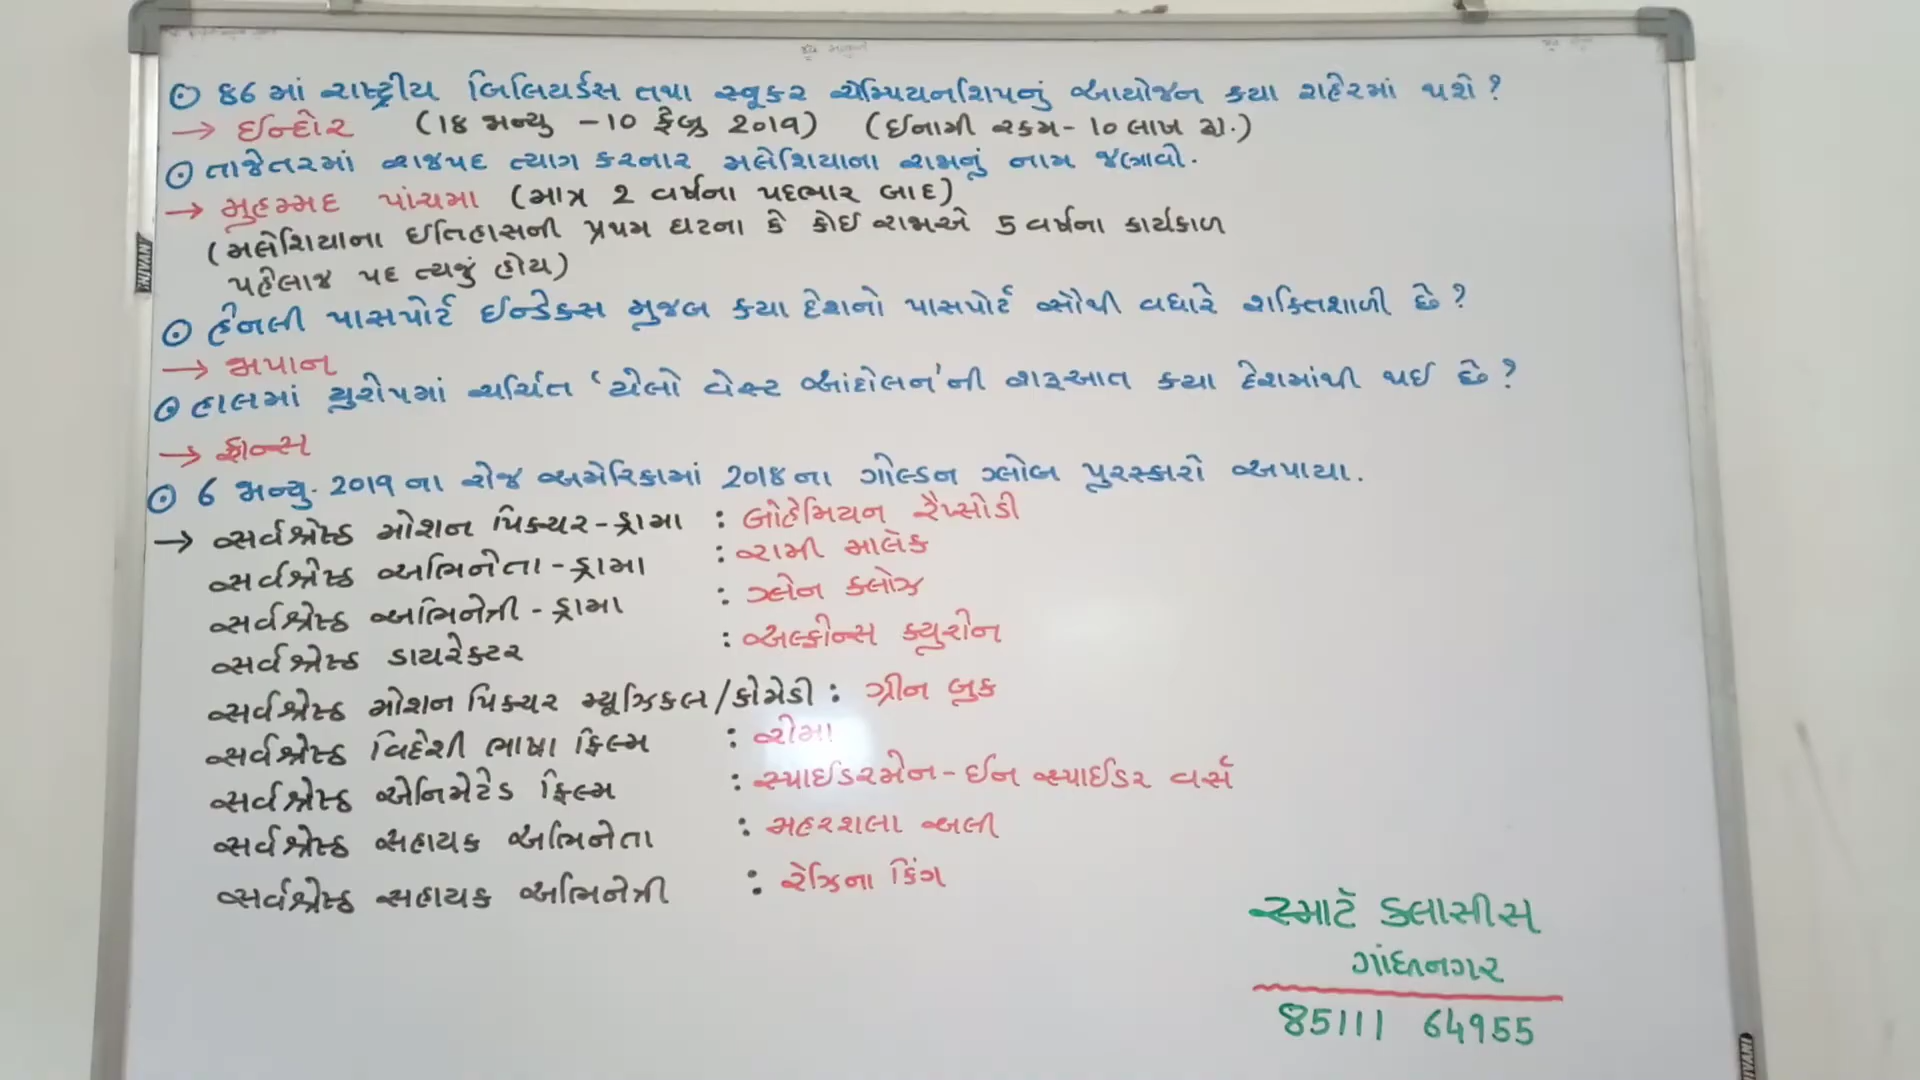 ⊙ 86 માં રાષ્ટ્રીય બિલિયર્ડસ તથા સ્નૂકર ચેમ્પિયનશિપનું આયોજન કયા શહેરમાં થશે ?
→ ઈન્દોર (18 જાન્યુ - 10 ફેબ્રુ 2019) (ઈનામી રકમ - 10 લાખ રૂ.)
⊙ તાજેતરમાં રાજપદ ત્યાગ કરનાર મલેશિયાના રાજાનું નામ જણાવો.
→ મુહમ્મદ પાંચમા (માત્ર 2 વર્ષના પદભાર બાદ)
(મલેશિયાના ઈતિહાસની પ્રથમ ઘટના કે કોઈ રાજાએ 5 વર્ષના કાર્યકાળ
પહેલાજ પદ ત્યજું હોય)
⊙ હેનલી પાસપોર્ટ ઈન્ડેક્સ મુજબ કયા દેશનો પાસપોર્ટ સૌથી વધારે શક્તિશાળી છે ?
→ જાપાન
⊙ હાલમાં યુરોપમાં ચર્ચિત 'યેલો વેસ્ટ આંદોલન'ની શરૂઆત કયા દેશમાંથી થઈ છે ?
→ ફ્રાન્સ
⊙ 6 જાન્યુ. 2019 ના રોજ અમેરિકામાં 2018 ના ગોલ્ડન ગ્લોબ પુરસ્કારો અપાયા.
→ સર્વશ્રેષ્ઠ મોશન પિક્ચર - ડ્રામા : બોહેમિયન રૈપ્સોડી
સર્વશ્રેષ્ઠ અભિનેતા - ડ્રામા : રામી માલેક
સર્વશ્રેષ્ઠ અભિનેત્રી - ડ્રામા : ગ્લેન ક્લોઝ
સર્વશ્રેષ્ઠ ડાયરેક્ટર : અલ્ફોન્સ ક્યુરોન
સર્વશ્રેષ્ઠ મોશન પિક્ચર મ્યૂઝિકલ / કોમેડી : ગ્રીન બુક
સર્વશ્રેષ્ઠ વિદેશી ભાષા ફિલ્મ : રોમા
સર્વશ્રેષ્ઠ એનિમેટેડ ફિલ્મ : સ્પાઈડરમેન - ઈન સ્પાઈડર વર્સ
સર્વશ્રેષ્ઠ સહાયક અભિનેતા : મહરશલા અલી
સર્વશ્રેષ્ઠ સહાયક અભિનેત્રી : રેઝિના કિંગ
સ્માર્ટ ક્લાસીસ
ગાંધીનગર
85111 64955